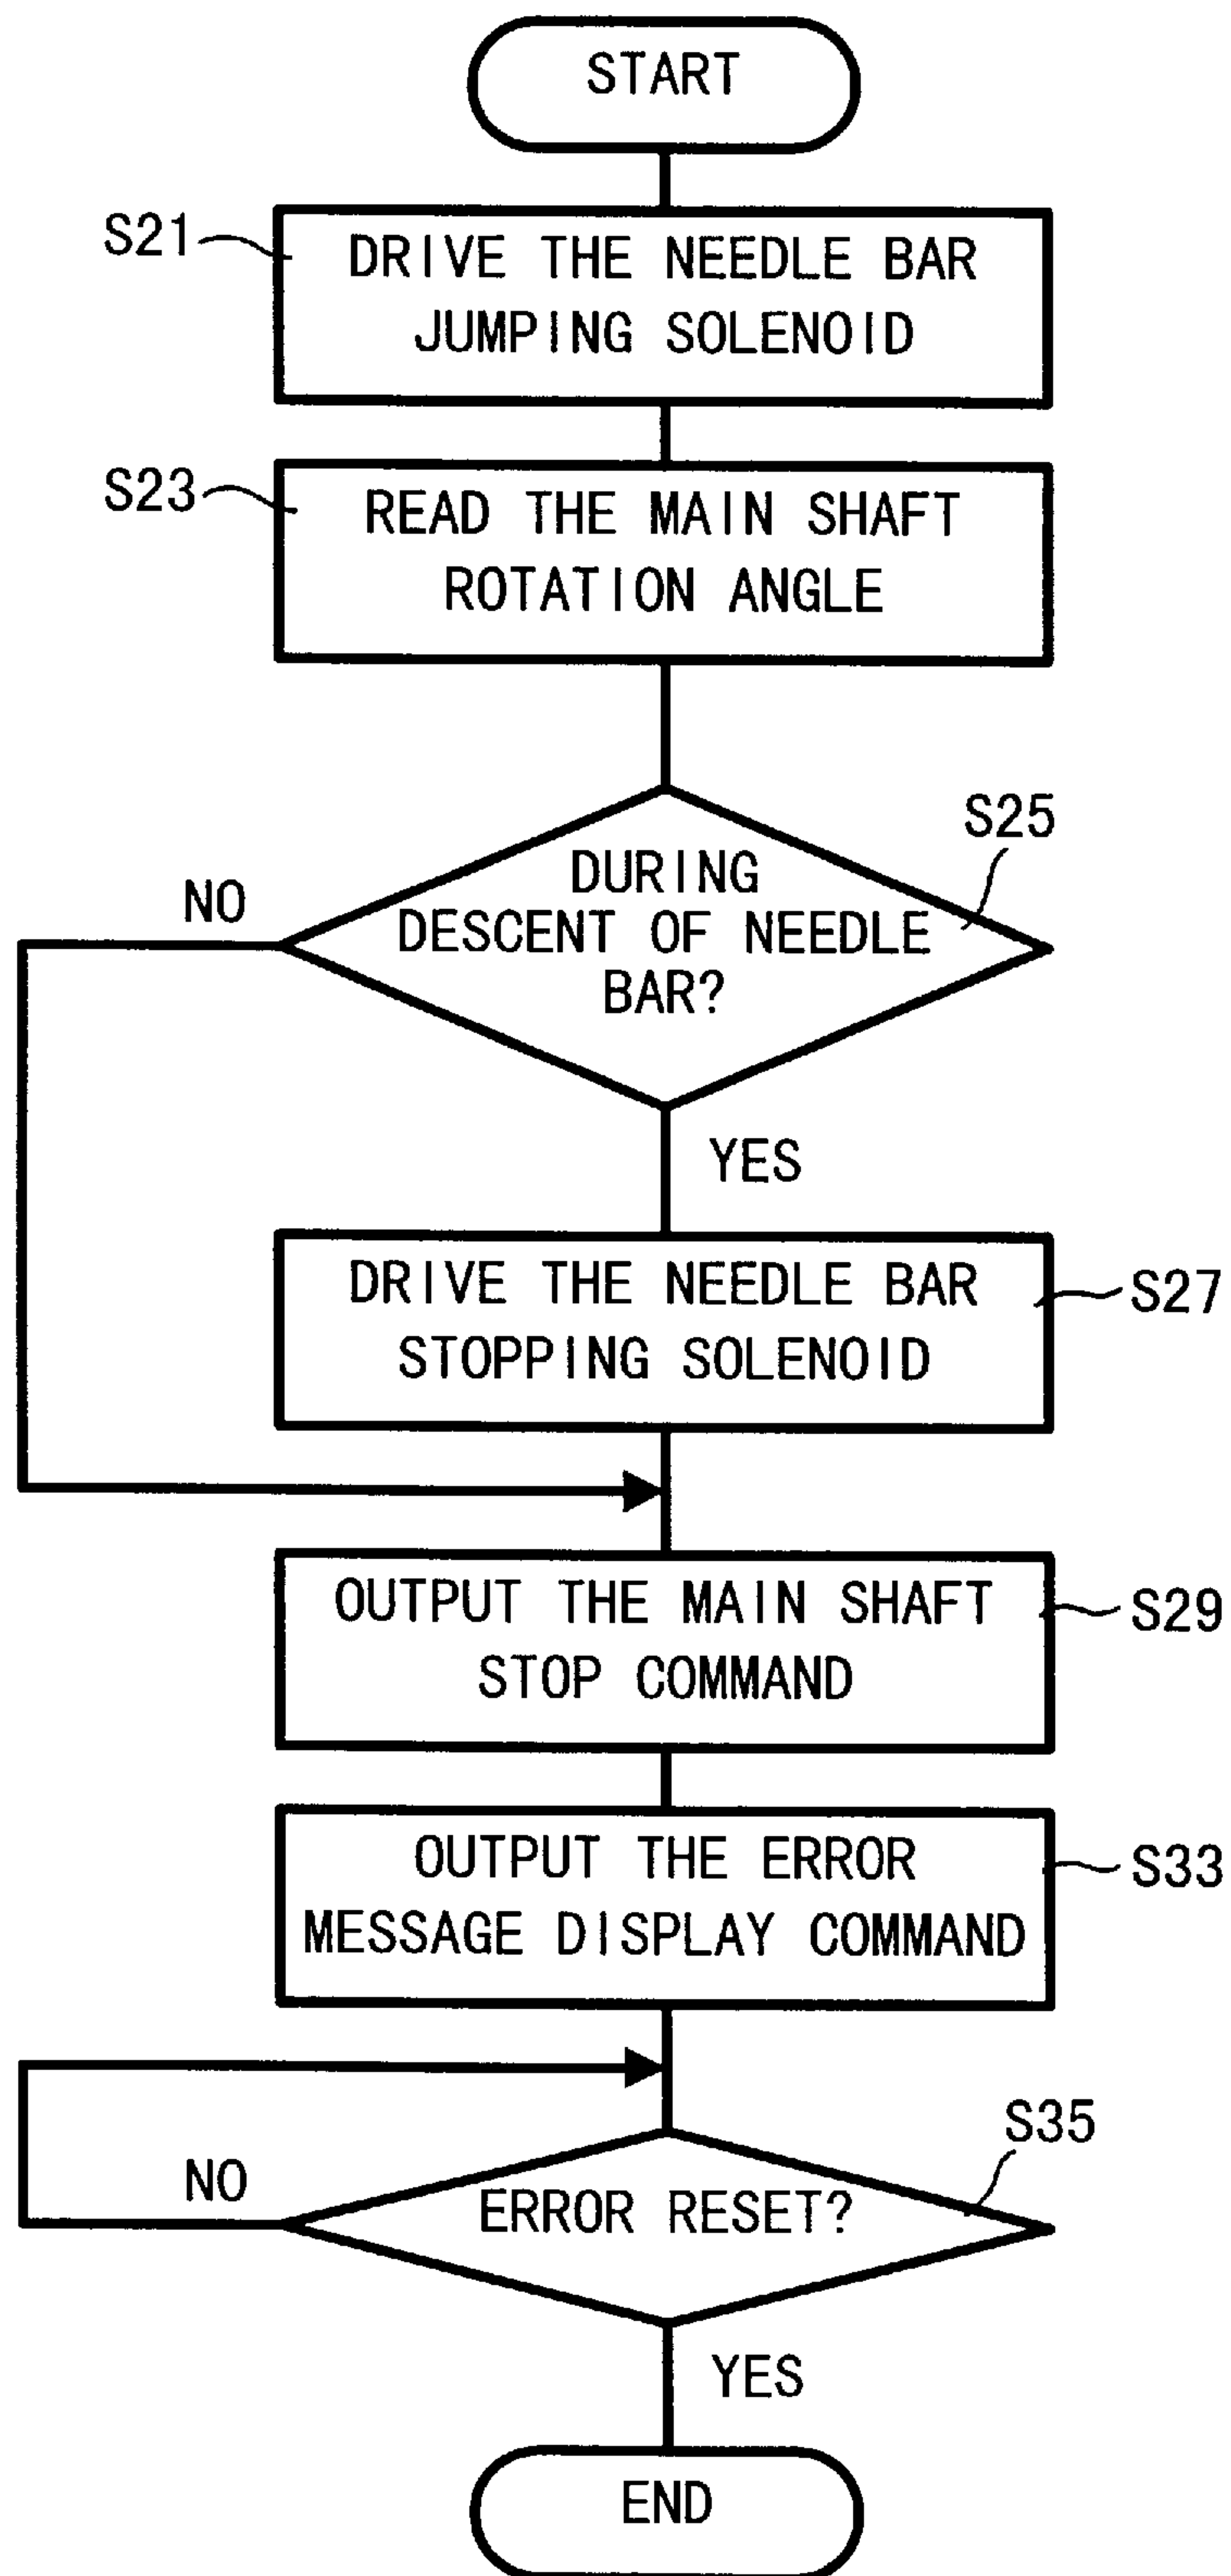 START
S21
DRIVE THE NEEDLE BAR
JUMPING SOLENOID
S23
READ THE MAIN SHAFT
ROTATION ANGLE
S25
DURING
DESCENT OF NEEDLE
BAR?
NO
YES
DRIVE THE NEEDLE BAR
STOPPING SOLENOID
S27
OUTPUT THE MAIN SHAFT
STOP COMMAND
S29
OUTPUT THE ERROR
MESSAGE DISPLAY COMMAND
S33
S35
ERROR RESET?
NO
YES
END